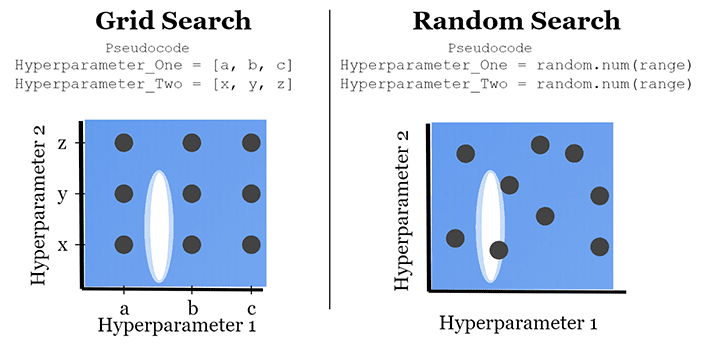 Grid Search
Pseudocode
Hyperparameter_One = [a, b, c]
Hyperparameter_Two = [x, y, z]
Hyperparameter 2
z
y
x
a b c
Hyperparameter 1
Random Search
Pseudocode
Hyperparameter_One = random.num(range)
Hyperparameter_Two = random.num(range)
Hyperparameter 2
Hyperparameter 1